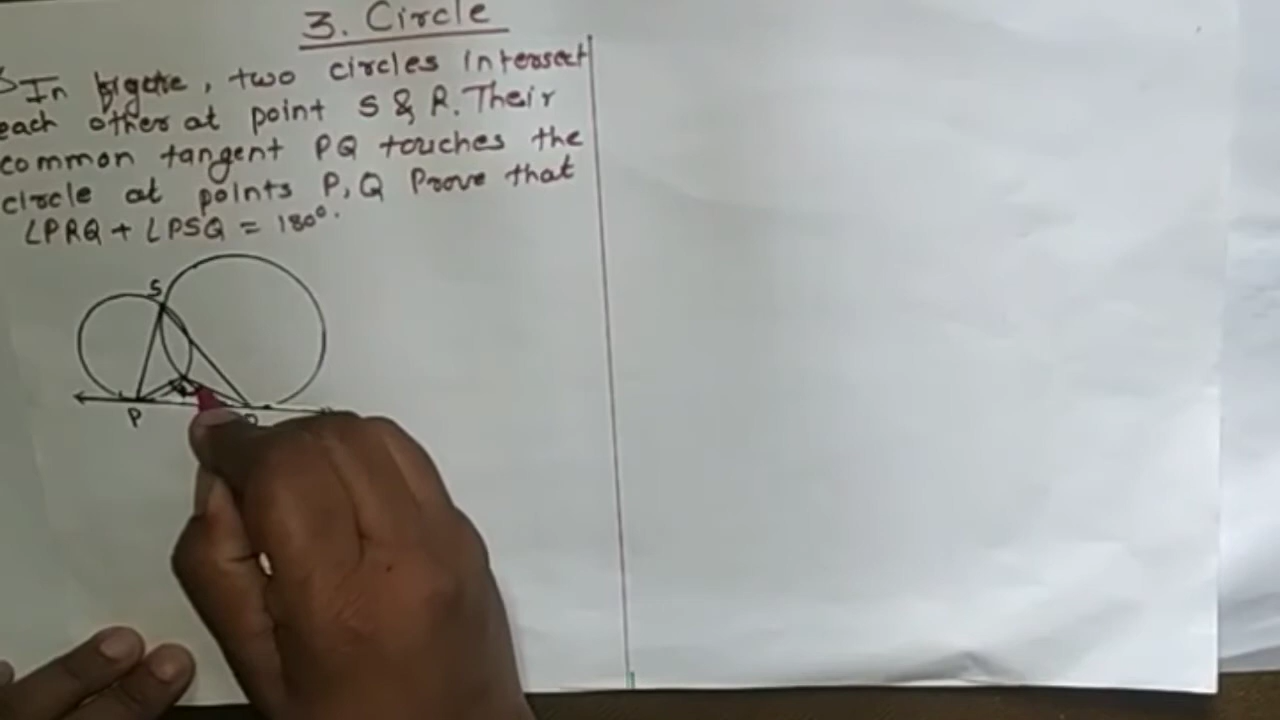 3. Circle
In figure, two circles intersect
each other at point S & R. Their
common tangent PQ touches the
circle at points P, Q Prove that
∠PRQ + ∠PSQ = 180°.
S
P